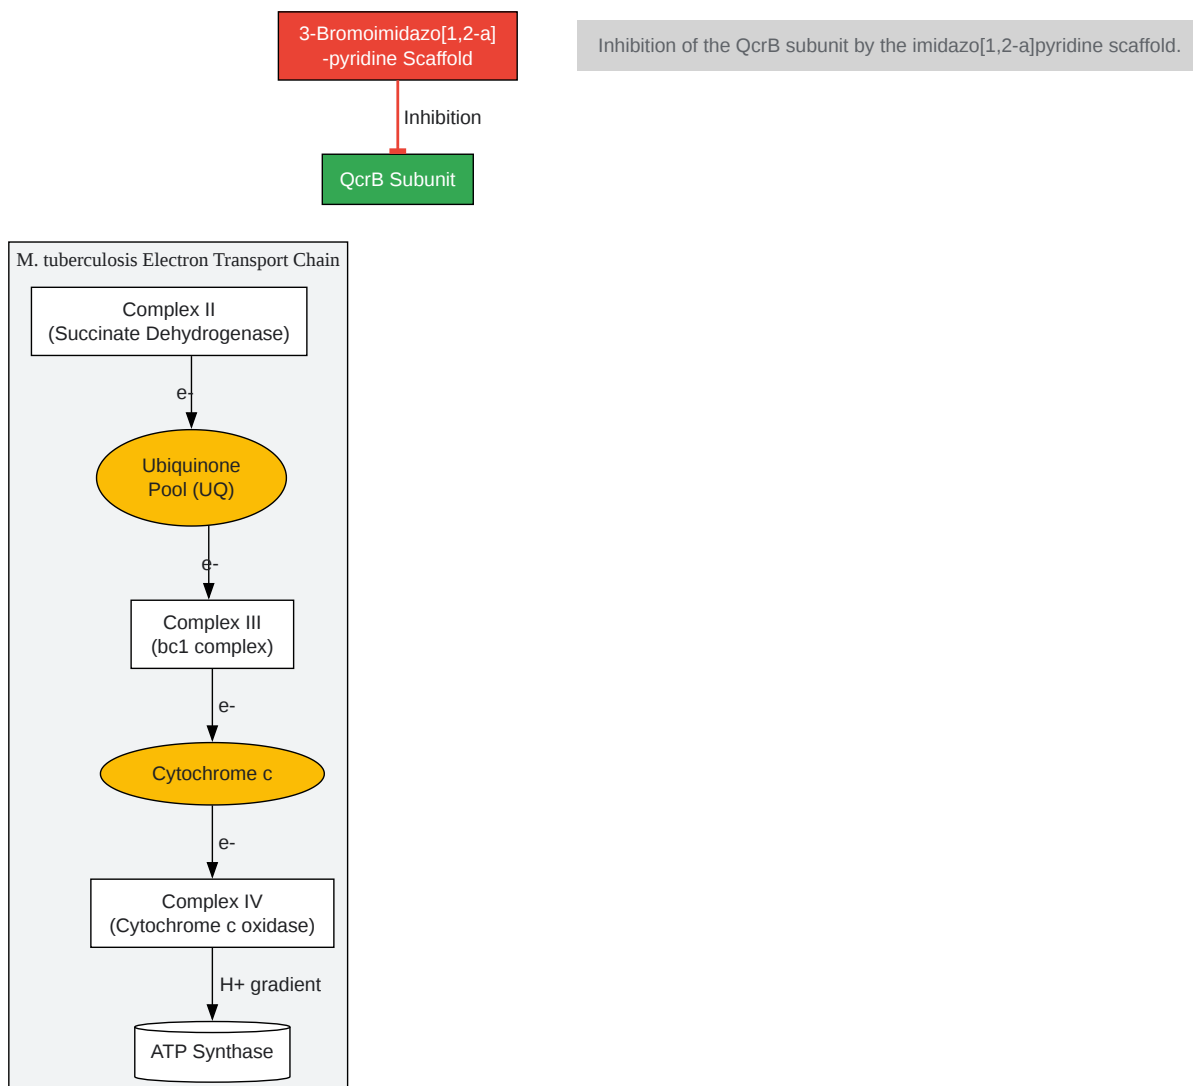 3-Bromoimidazo[1,2-a]
-pyridine Scaffold
Inhibition of the QcrB subunit by the imidazo[1,2-a]pyridine scaffold.
Inhibition
QcrB Subunit
M. tuberculosis Electron Transport Chain
Complex II
(Succinate Dehydrogenase)
e-
Ubiquinone
Pool (UQ)
e-
Complex III
(bc1 complex)
e-
Cytochrome c
e-
Complex IV
(Cytochrome c oxidase)
H+ gradient
ATP Synthase